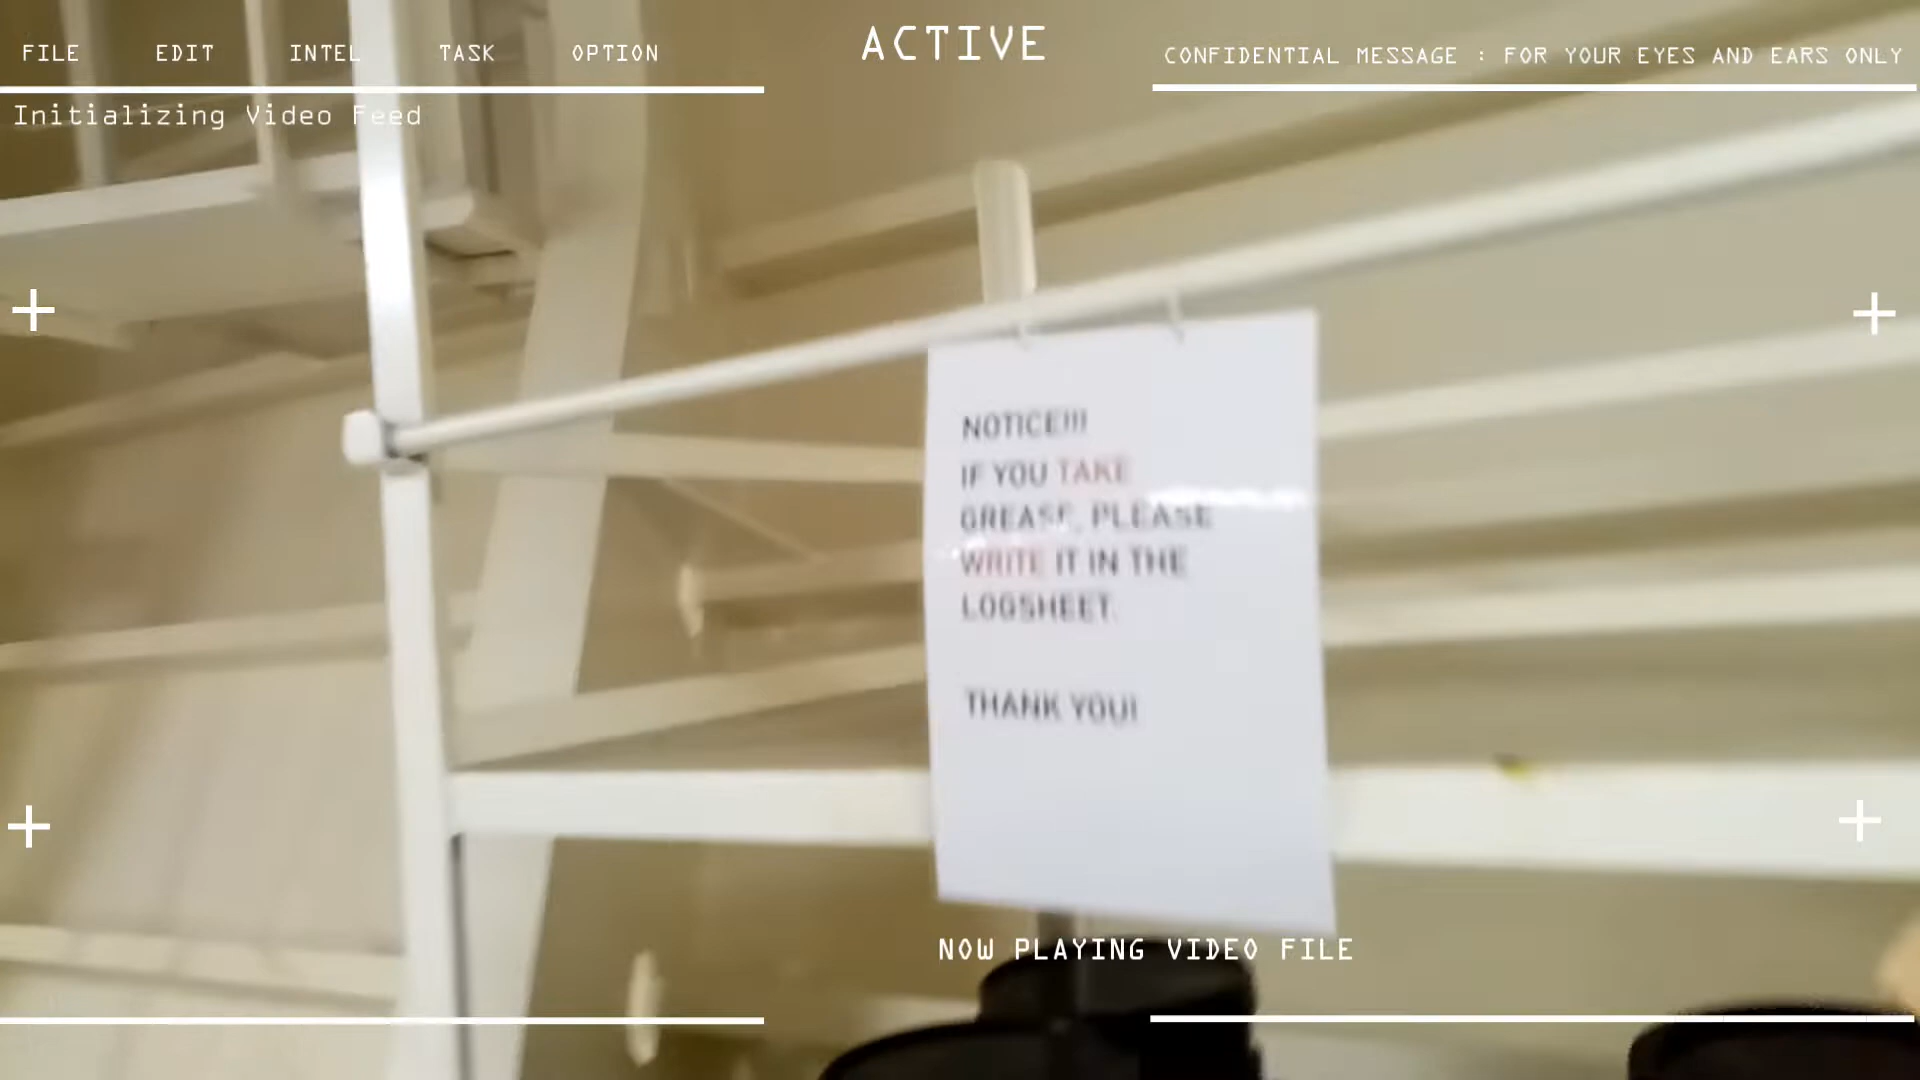 FILE EDIT INTEL TASK OPTION
ACTIVE
CONFIDENTIAL MESSAGE : FOR YOUR EYES AND EARS ONLY
Initializing Video Feed
NOTICE!!!
IF YOU TAKE
GREASE, PLEASE
WRITE IT IN THE
LOGSHEET.
THANK YOU!
NOW PLAYING VIDEO FILE